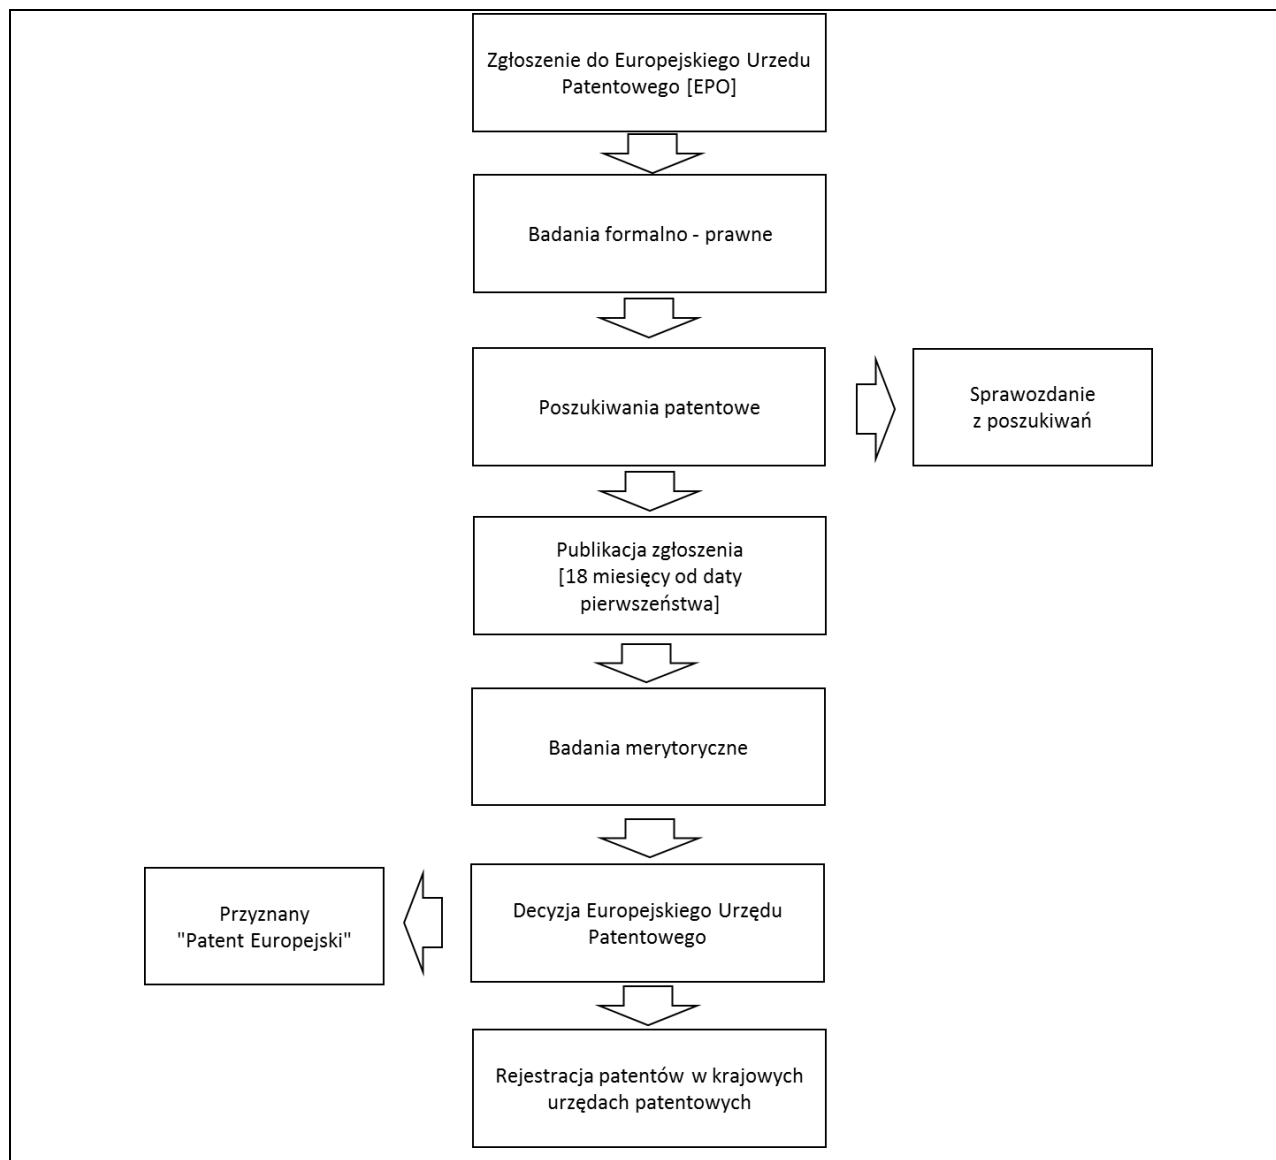 Zgłoszenie do Europejskiego Urzedu
Patentowego [EPO]
Badania formalno - prawne
Poszukiwania patentowe
Sprawozdanie
z poszukiwań
Publikacja zgłoszenia
[18 miesięcy od daty
pierwszeństwa]
Badania merytoryczne
Przyznany
"Patent Europejski"
Decyzja Europejskiego Urzędu
Patentowego
Rejestracja patentów w krajowych
urzędach patentowych